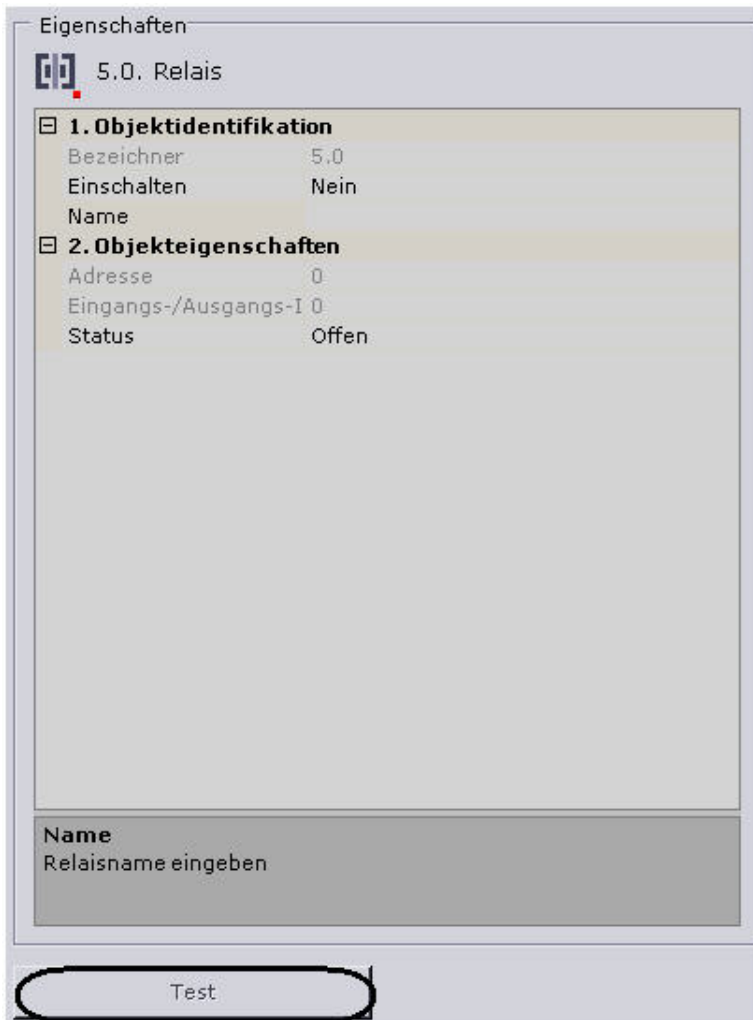 Eigenschaften
5.0. Relais
1. Objektidentifikation
Bezeichner 5.0
Einschalten Nein
Name
2. Objekteigenschaften
Adresse 0
Eingangs-/Ausgangs-I 0
Status Offen
Name
Relaisname eingeben
Test